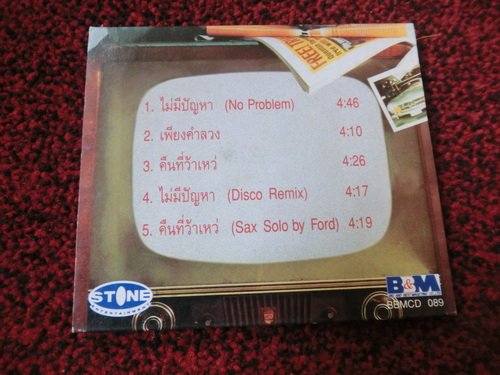 FREE!
1. ไม่มีปัญหา (No Problem) 4:46
2. เพียงคำลวง 4:10
3. คืนที่ว้าเหว่ 4:26
4. ไม่มีปัญหา (Disco Remix) 4:17
5. คืนที่ว้าเหว่ (Sax Solo by Ford) 4:19
STONE
ENTERTAINMENT
B&M
BBMCD 089